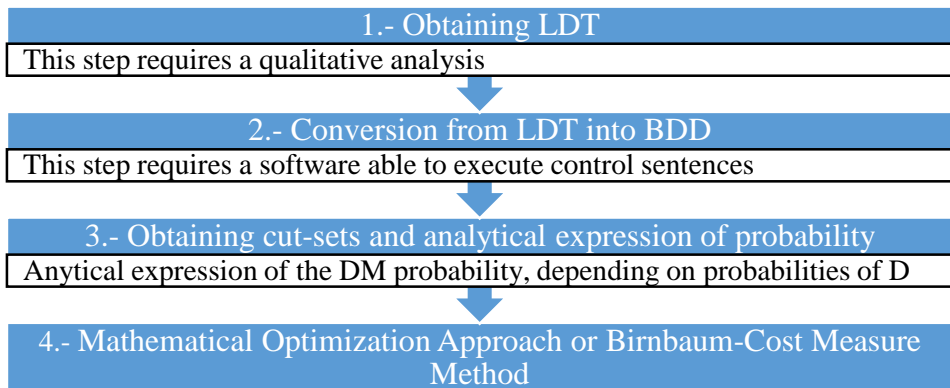 1.- Obtaining LDT
This step requires a qualitative analysis
2.- Conversion from LDT into BDD
This step requires a software able to execute control sentences
3.- Obtaining cut-sets and analytical expression of probability
Anytical expression of the DM probability, depending on probabilities of D
4.- Mathematical Optimization Approach or Birnbaum-Cost Measure
Method